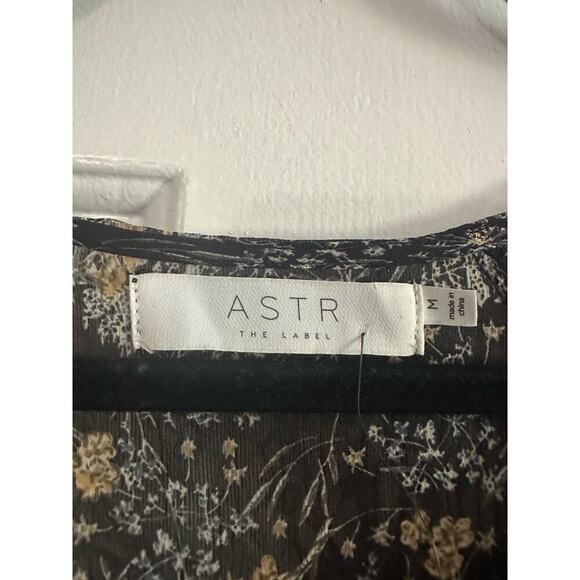 ASTR
THE LABEL
M
made in
china